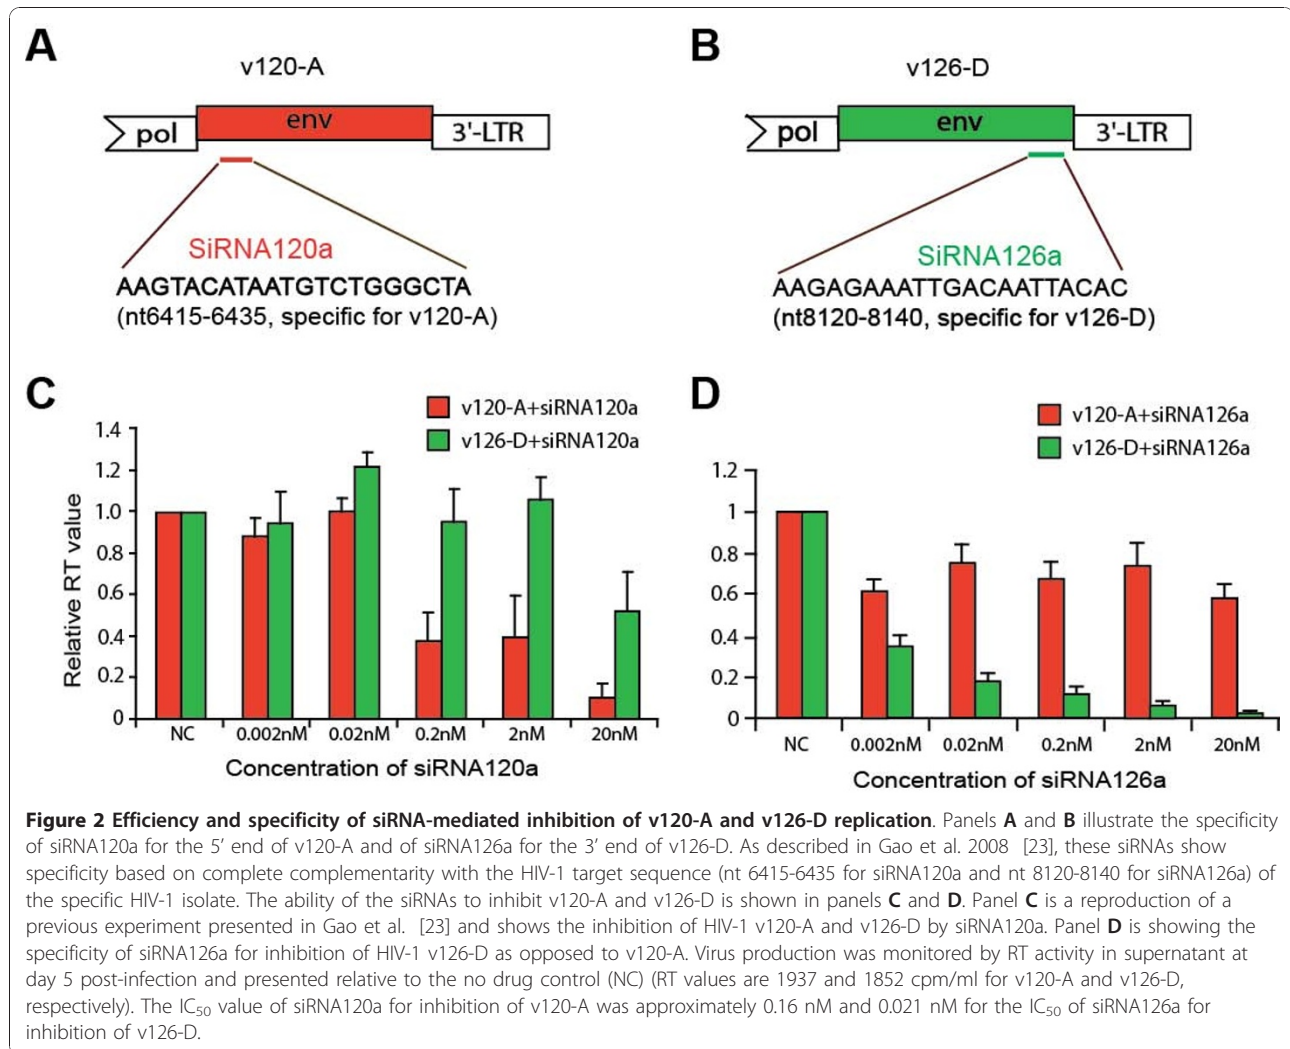 A
v120-A
pol
env
3'-LTR
SiRNA120a
AAGTACATAATGTCTGGGCTA
(nt6415-6435, specific for v120-A)
B
v126-D
pol
env
3'-LTR
SiRNA126a
AAGAGAAATTGACAATTACAC
(nt8120-8140, specific for v126-D)
C
v120-A+siRNA120a
v126-D+siRNA120a
Relative RT value
1.4
1.2
1.0
0.8
0.6
0.4
0.2
0
NC 0.002nM 0.02nM 0.2nM 2nM 20nM
Concentration of siRNA120a
D
v120-A+siRNA126a
v126-D+siRNA126a
1.2
1
0.8
0.6
0.4
0.2
0
NC 0.002nM 0.02nM 0.2nM 2nM 20nM
Concentration of siRNA126a
Figure 2 Efficiency and specificity of siRNA-mediated inhibition of v120-A and v126-D replication. Panels A and B illustrate the specificity
of siRNA120a for the 5' end of v120-A and of siRNA126a for the 3' end of v126-D. As described in Gao et al. 2008 [23], these siRNAs show
specificity based on complete complementarity with the HIV-1 target sequence (nt 6415-6435 for siRNA120a and nt 8120-8140 for siRNA126a) of
the specific HIV-1 isolate. The ability of the siRNAs to inhibit v120-A and v126-D is shown in panels C and D. Panel C is a reproduction of a
previous experiment presented in Gao et al. [23] and shows the inhibition of HIV-1 v120-A and v126-D by siRNA120a. Panel D is showing the
specificity of siRNA126a for inhibition of HIV-1 v126-D as opposed to v120-A. Virus production was monitored by RT activity in supernatant at
day 5 post-infection and presented relative to the no drug control (NC) (RT values are 1937 and 1852 cpm/ml for v120-A and v126-D,
respectively). The IC50 value of siRNA120a for inhibition of v120-A was approximately 0.16 nM and 0.021 nM for the IC50 of siRNA126a for
inhibition of v126-D.